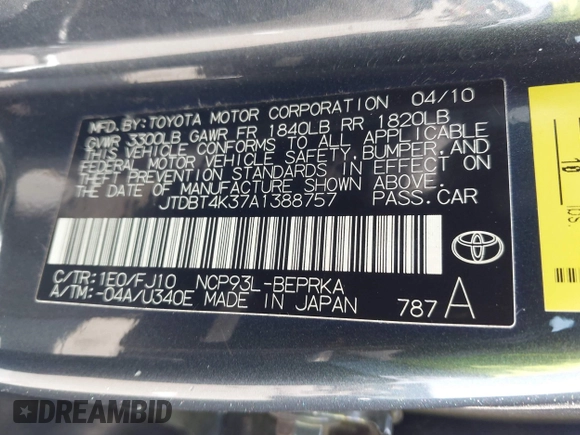 MFD. BY: TOYOTA MOTOR CORPORATION 04/10
GVWR 3300LB GAWR FR 1840LB RR 1820LB
THIS VEHICLE CONFORMS TO ALL APPLICABLE
FEDERAL MOTOR VEHICLE SAFETY, BUMPER, AND
THEFT PREVENTION STANDARDS IN EFFECT ON
THE DATE OF MANUFACTURE SHOWN ABOVE.
JTDBT4K37A1388757 PASS. CAR
C/TR: 1E0/FJ10 NCP93L-BEPRKA
A/TM: -04A/U340E MADE IN JAPAN 787 A
DREAMBID